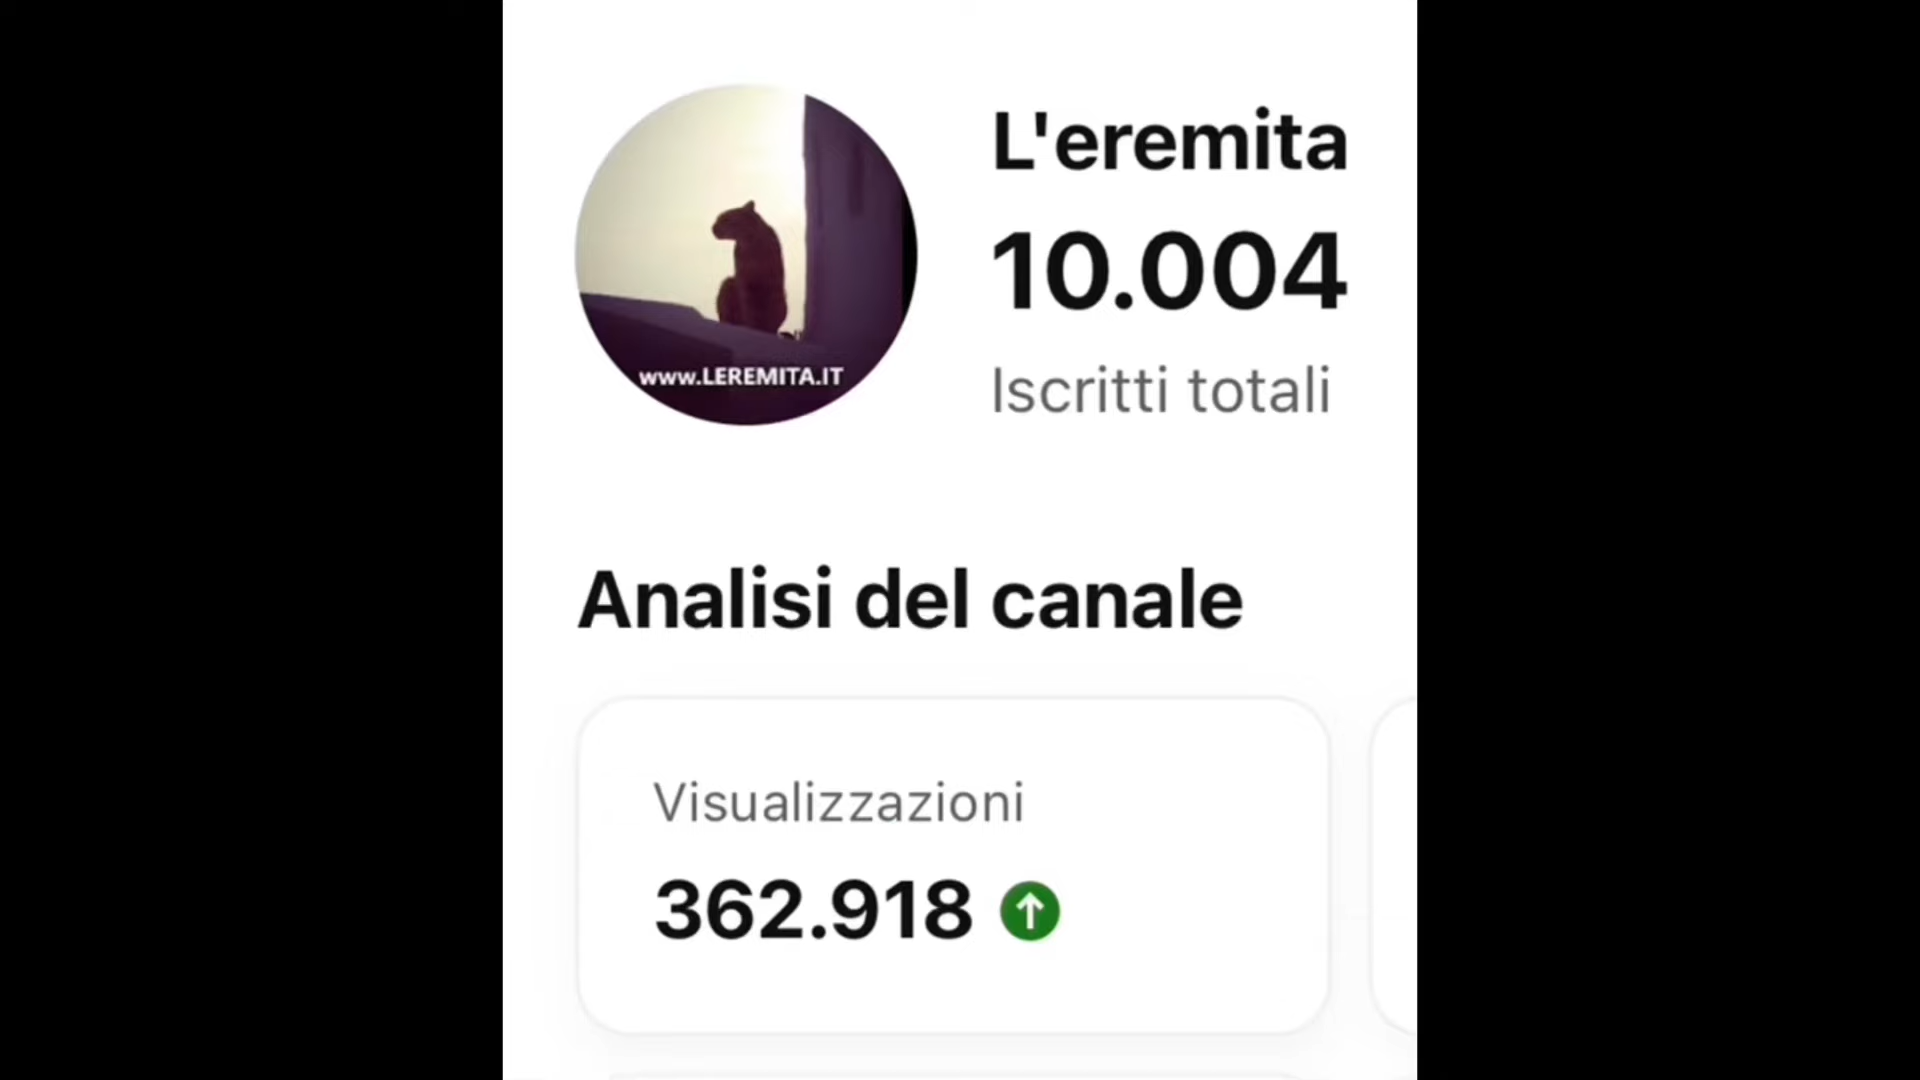 L'eremita
10.004
Iscritti totali
www.LEREMITA.IT
Analisi del canale
Visualizzazioni
362.918